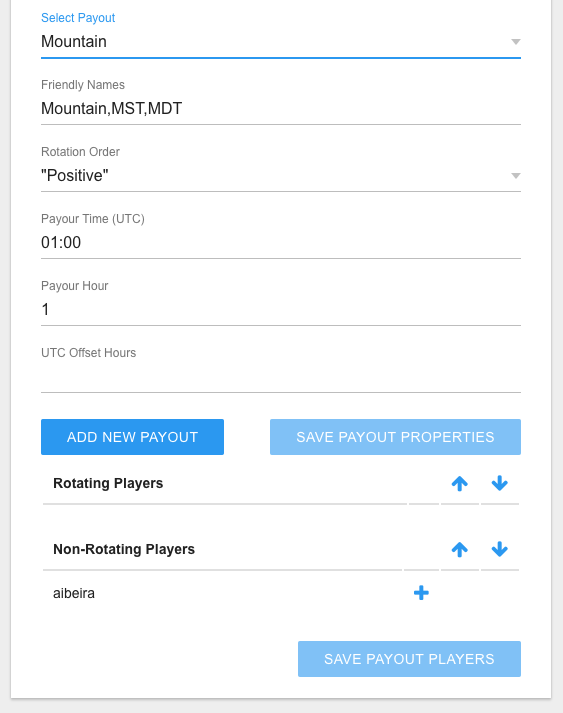 Select Payout
Mountain
Friendly Names
Mountain,MST,MDT
Rotation Order
"Positive"
Payour Time (UTC)
01:00
Payour Hour
1
UTC Offset Hours
ADD NEW PAYOUT
SAVE PAYOUT PROPERTIES
Rotating Players
Non-Rotating Players
aibeira
SAVE PAYOUT PLAYERS